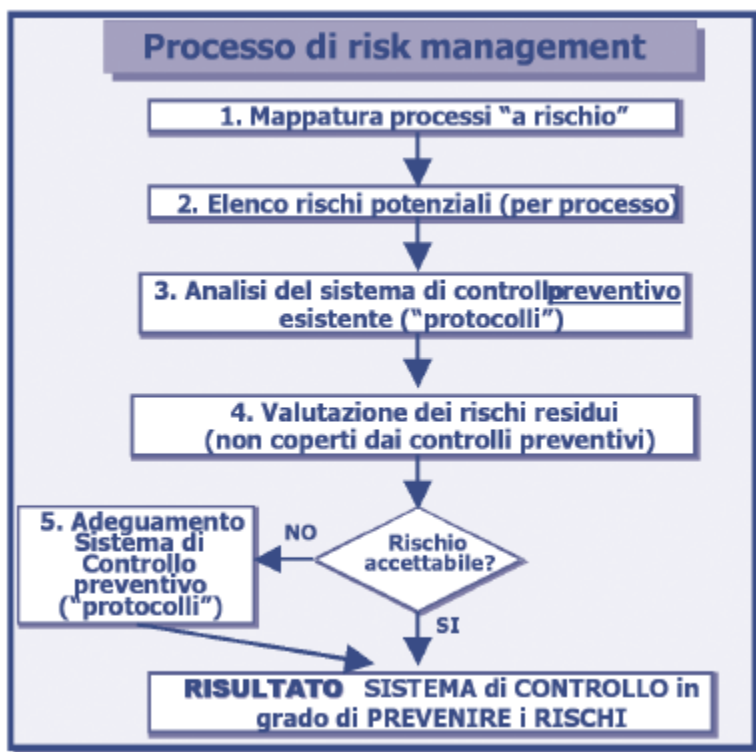 Processo di risk management
1. Mappatura processi “a rischio”
2. Elenco rischi potenziali (per processo)
3. Analisi del sistema di controllo preventivo
esistente (“protocolli”)
4. Valutazione dei rischi residui
(non coperti dai controlli preventivi)
Rischio
accettabile?
NO
5. Adeguamento
Sistema di
Controllo
preventivo
(“protocolli”)
SI
RISULTATO SISTEMA di CONTROLLO in
grado di PREVENIRE i RISCHI